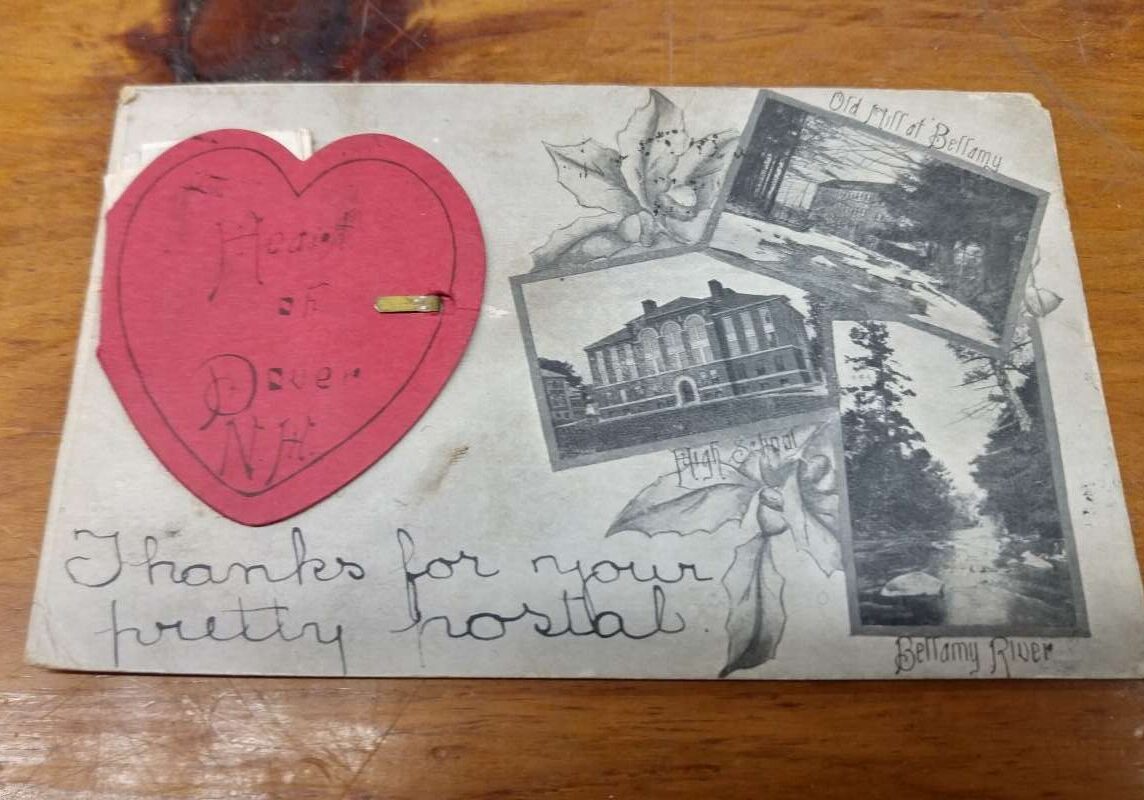 Heart
of
Dover
N.H.
Old Mill at Bellamy
High School
Bellamy River
Thanks for your
pretty postal.